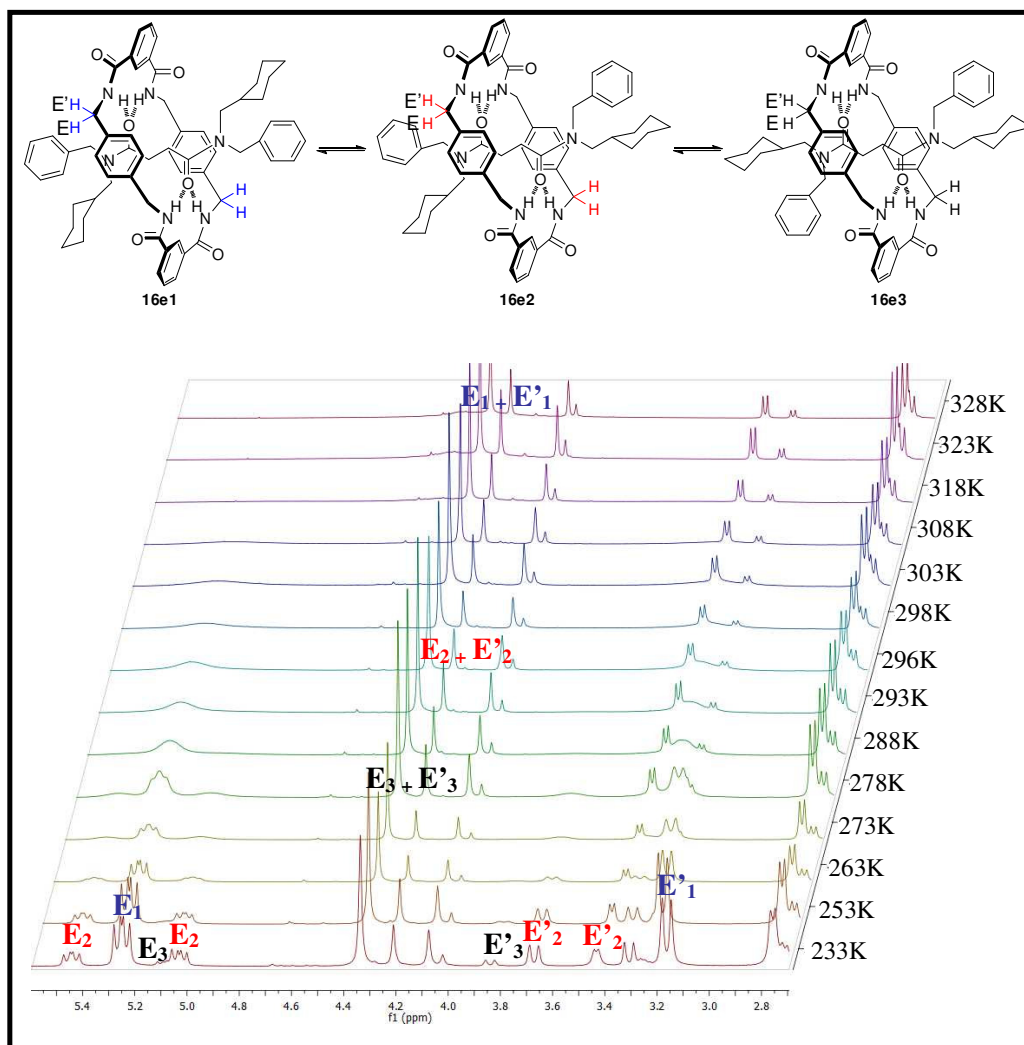 O O O O O O
N N N N N N
H H H H H H
E' H O N E' H O N E' H O N
E H E H E H
N N N
O O O
H H H H H H H H H
N N N N N N
O O O O O O
16e1 16e2 16e3
E1 + E'1
328K
323K
318K
308K
303K
298K
E2 + E'2
296K
293K
288K
E3 + E'3
278K
273K
263K
253K
E1 E'1
E2 E3 E2 E'3 E'2 E'2
233K
5.4 5.2 5.0 4.8 4.6 4.4 4.2 4.0 3.8 3.6 3.4 3.2 3.0 2.8
f1 (ppm)